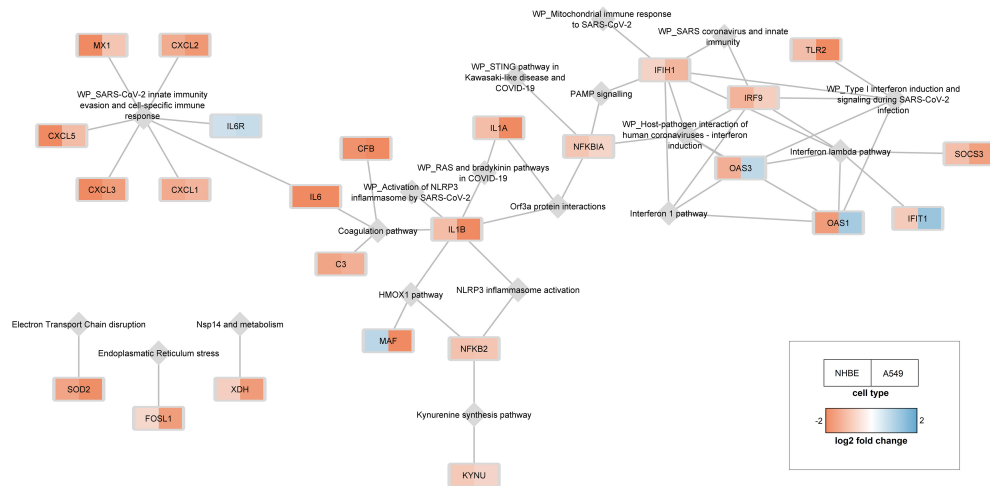 WP_Mitochondrial immune response
to SARS-CoV-2
WP_SARS coronavirus and innate
immunity
MX1
CXCL2
TLR2
WP_STING pathway in
Kawasaki-like disease and
COVID-19
IFIH1
WP_SARS-CoV-2 innate immunity
evasion and cell-specific immune
response
PAMP signalling
IRF9
WP_Type I interferon induction and
signaling during SARS-CoV-2
infection
CXCL5
IL6R
IL1A
WP_Host-pathogen interaction of
human coronaviruses - interferon
induction
CFB
NFKBIA
Interferon lambda pathway
SOCS3
WP_RAS and bradykinin pathways
in COVID-19
OAS3
CXCL3
CXCL1
IL6
WP_Activation of NLRP3
inflammasome by SARS-CoV-2
Orf3a protein interactions
Interferon 1 pathway
OAS1
IFIT1
Coagulation pathway
IL1B
C3
HMOX1 pathway
NLRP3 inflammasome activation
Electron Transport Chain disruption
Nsp14 and metabolism
MAF
NFKB2
Endoplasmatic Reticulum stress
SOD2
XDH
FOSL1
Kynurenine synthesis pathway
KYNU
NHBE
A549
cell type
-2
2
log2 fold change